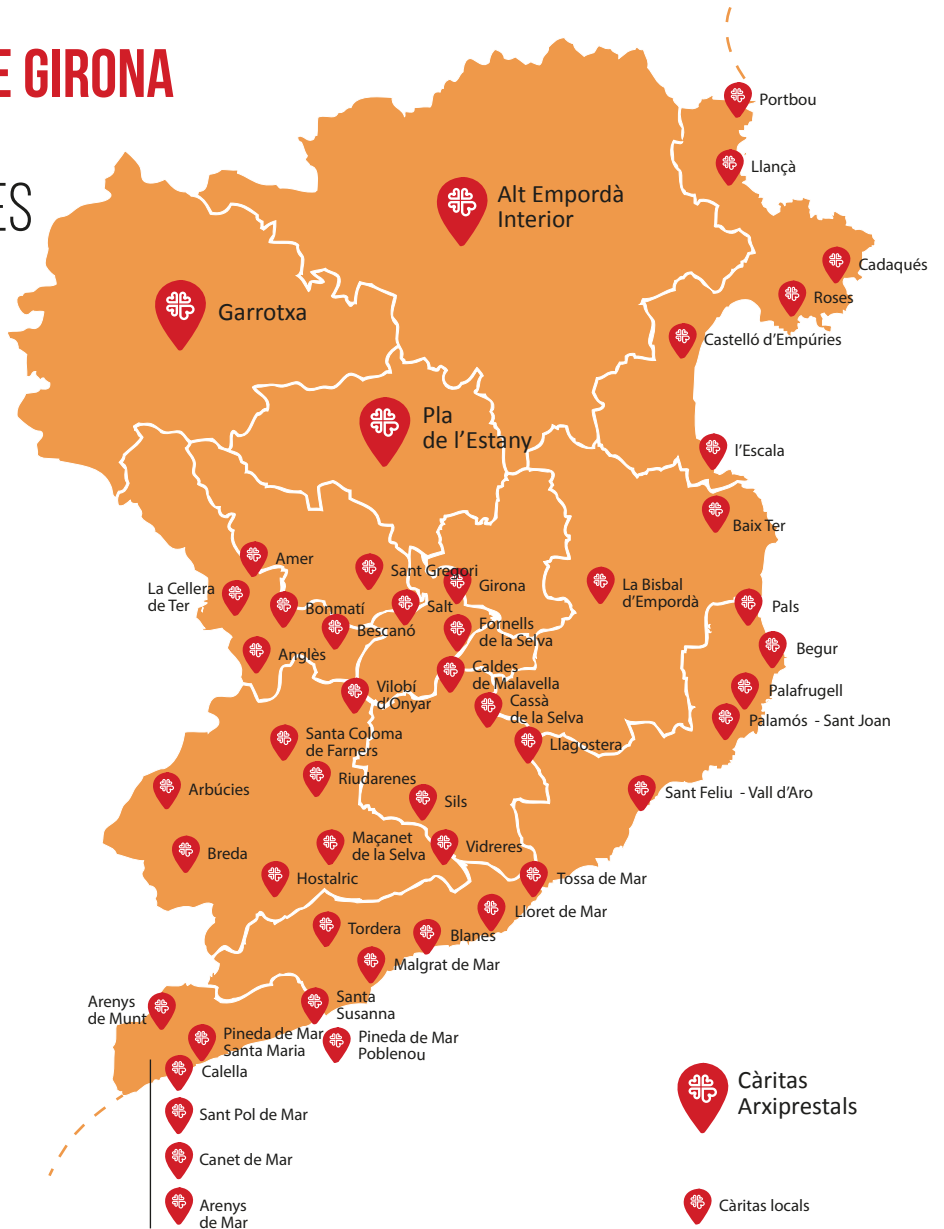 E GIRONA
ES
Portbou
Llançà
Alt Empordà
Interior
Cadaqués
Roses
Garrotxa
Castelló d'Empúries
Pla
de l'Estany
l'Escala
Baix Ter
Amer
Sant Gregori
Girona
La Cellera
de Ter
La Bisbal
d'Empordà
Bonmatí
Salt
Pals
Bescanó
Fornells
de la Selva
Begur
Anglès
Caldes
de Malavella
Palafrugell
Vilobí
d'Onyar
Cassà
de la Selva
Palamós - Sant Joan
Santa Coloma
de Farners
Llagostera
Riudarenes
Arbúcies
Sils
Sant Feliu - Vall d'Aro
Maçanet
de la Selva
Vidreres
Breda
Hostalric
Tossa de Mar
Lloret de Mar
Tordera
Blanes
Malgrat de Mar
Arenys
de Munt
Santa
Susanna
Pineda de Mar
Santa Maria
Pineda de Mar
Poblenou
Calella
Càritas
Arxiprestals
Sant Pol de Mar
Canet de Mar
Arenys
de Mar
Càritas locals